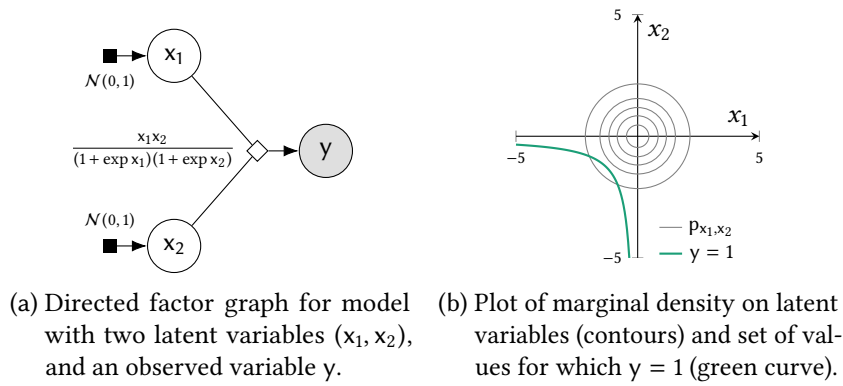 x₁
N(0, 1)
x₁x₂
(1 + exp x₁)(1 + exp x₂)
y
N(0, 1)
x₂
5
x₂
x₁
−5
5
p_{x₁,x₂}
y = 1
−5
(a) Directed factor graph for model
with two latent variables (x₁, x₂),
and an observed variable y.
(b) Plot of marginal density on latent
variables (contours) and set of val-
ues for which y = 1 (green curve).